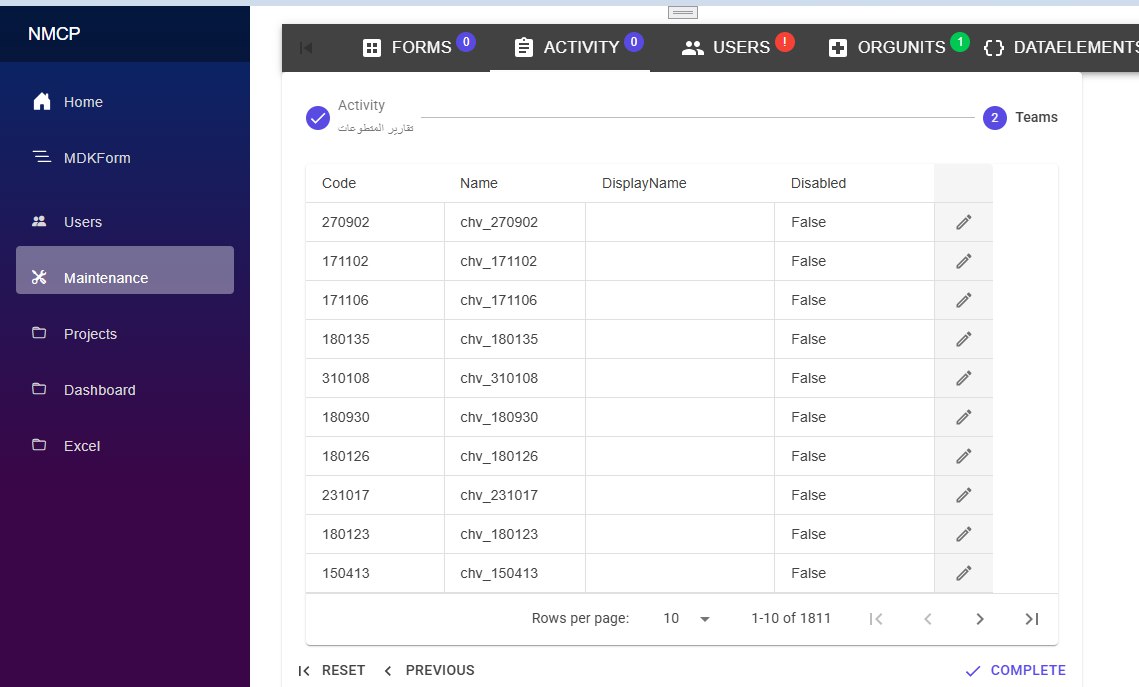 NMCP
Home
MDKForm
Users
Maintenance
Projects
Dashboard
Excel
FORMS 0 ACTIVITY 0 USERS ! ORGUNITS 1 DATAELEMENTS
Activity
تقارير المتطوعات
2 Teams
Code Name DisplayName Disabled
270902 chv_270902 False
171102 chv_171102 False
171106 chv_171106 False
180135 chv_180135 False
310108 chv_310108 False
180930 chv_180930 False
180126 chv_180126 False
231017 chv_231017 False
180123 chv_180123 False
150413 chv_150413 False
Rows per page: 10 1-10 of 1811
RESET PREVIOUS COMPLETE